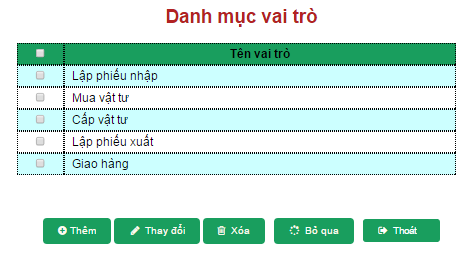 Danh mục vai trò
Tên vai trò
Lập phiếu nhập
Mua vật tư
Cấp vật tư
Lập phiếu xuất
Giao hàng
Thêm Thay đổi Xóa Bỏ qua Thoát